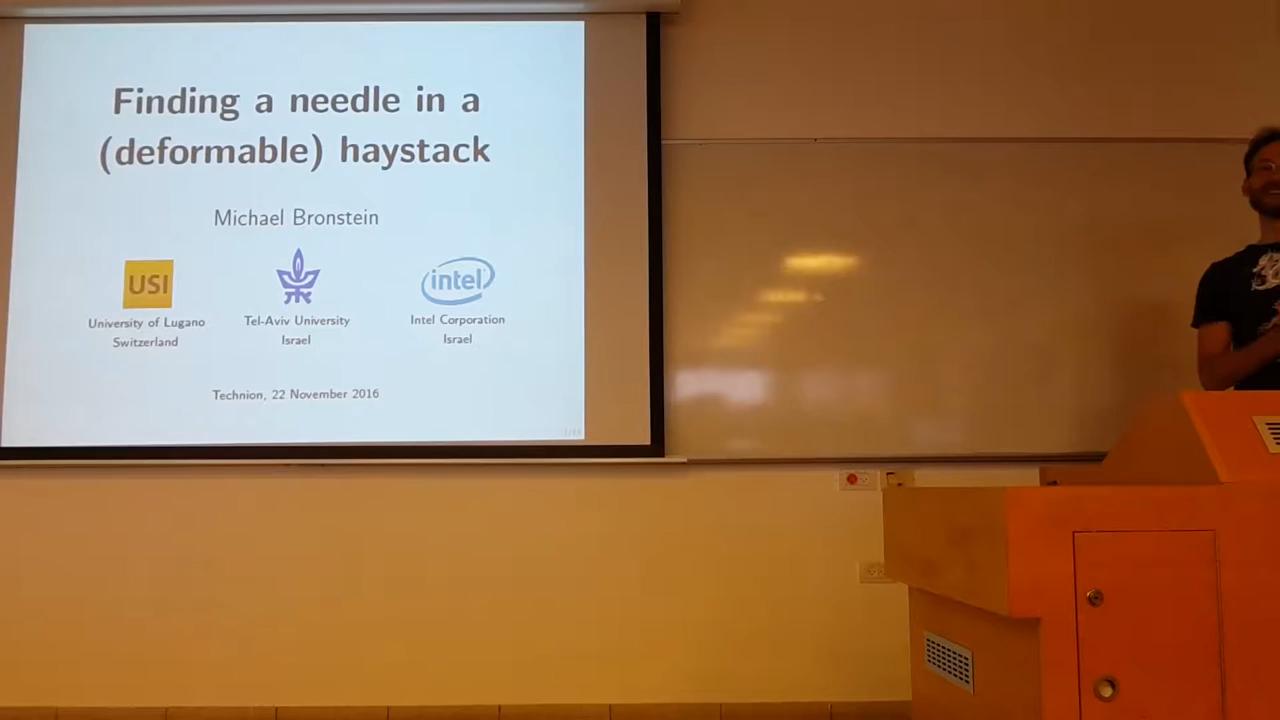 Finding a needle in a
(deformable) haystack
Michael Bronstein
USI
intel
University of Lugano
Switzerland
Tel-Aviv University
Israel
Intel Corporation
Israel
Technion, 22 November 2016